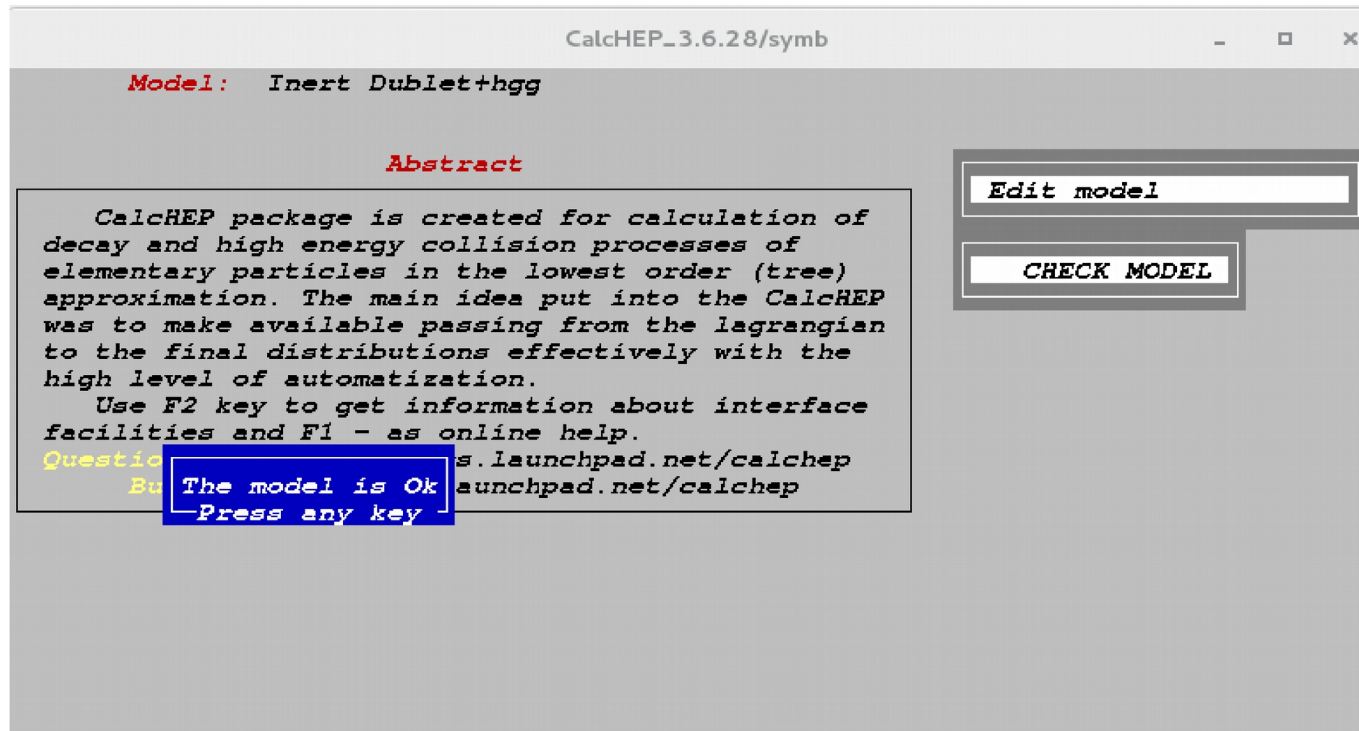 CalcHEP_3.6.28/symb
Model: Inert Dublet+hgg
Abstract
CalcHEP package is created for calculation of
decay and high energy collision processes of
elementary particles in the lowest order (tree)
approximation. The main idea put into the CalcHEP
was to make available passing from the lagrangian
to the final distributions effectively with the
high level of automatization.
Use F2 key to get information about interface
facilities and F1 - as online help.
Questio s.launchpad.net/calchep
Bu aunchpad.net/calchep
The model is Ok
Press any key
Edit model
CHECK MODEL